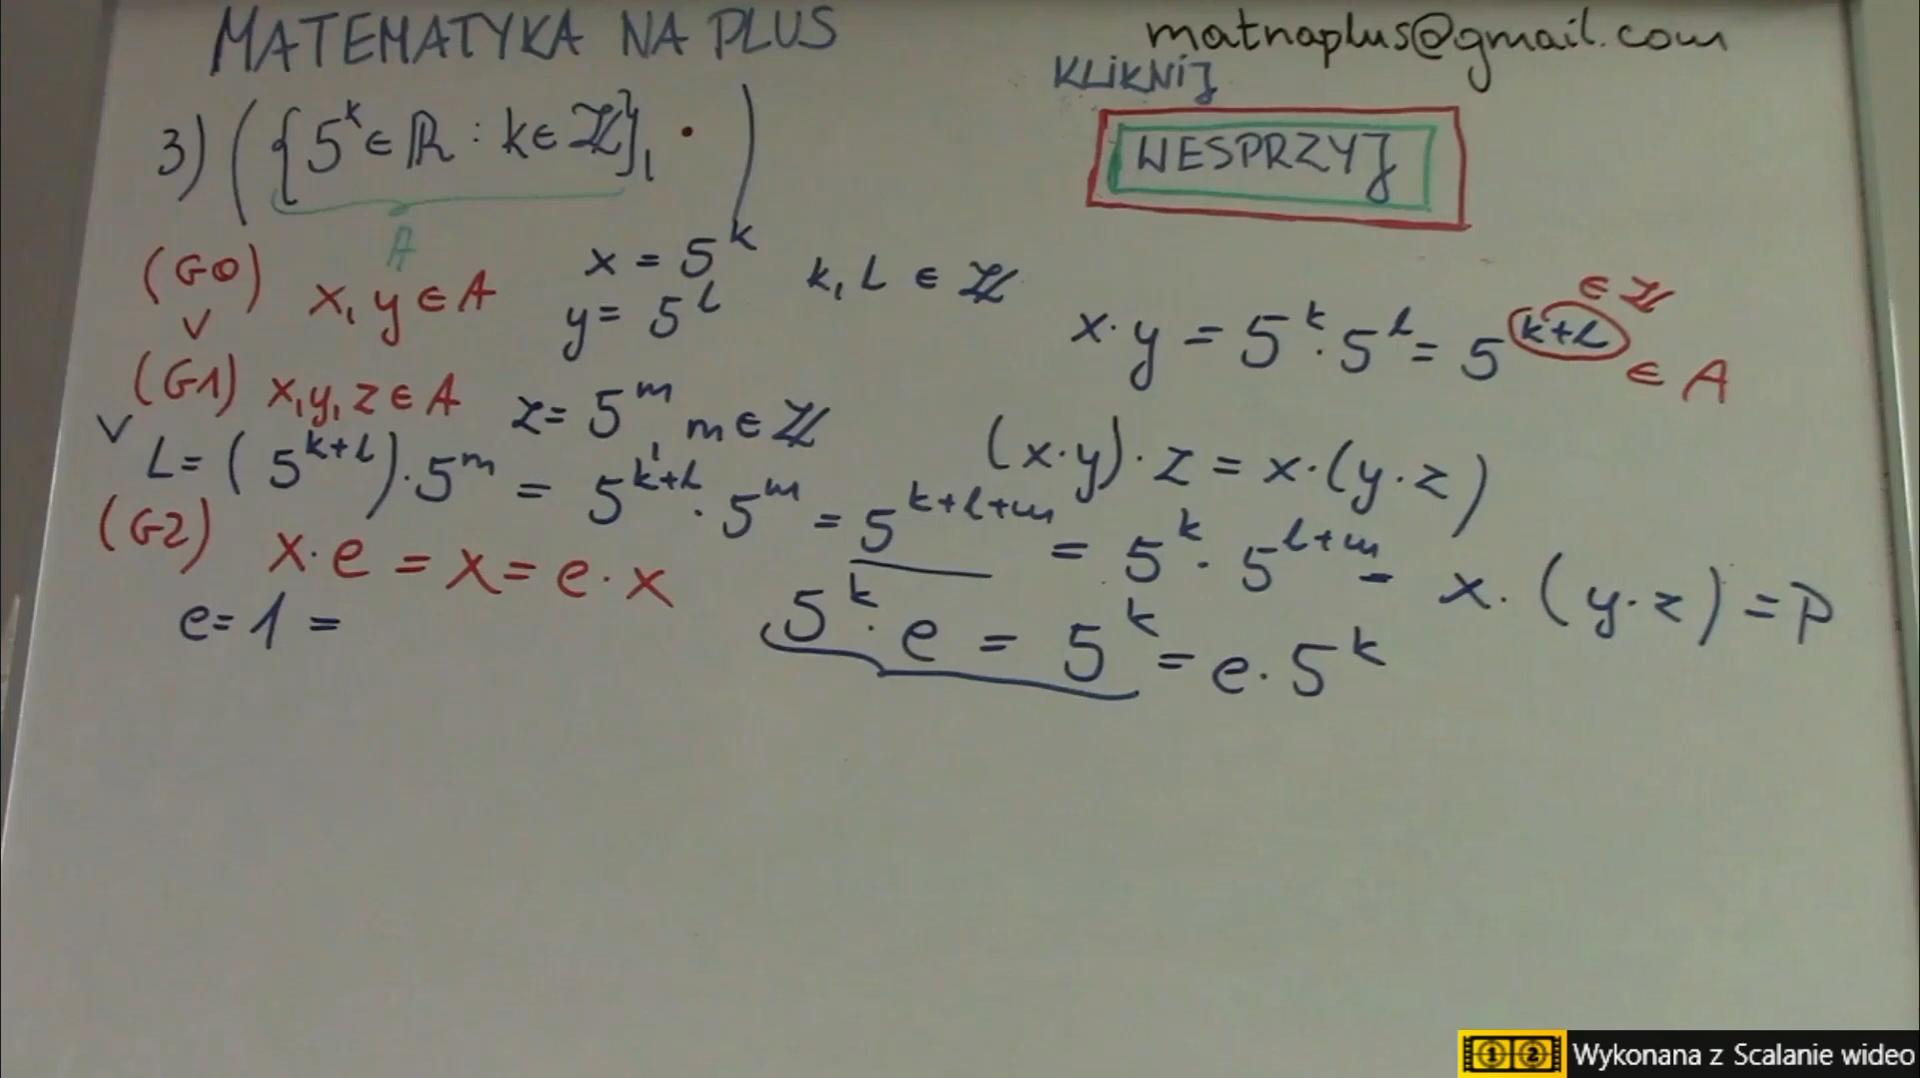 MATEMATYKA NA PLUS
matnaplus@gmail.com
KLIKNIJ
WESPRZYJ
3) ({5^k ∈ ℝ : k ∈ ℤ}, ·)
A
(G0) x, y ∈ A x = 5^k
y = 5^l k, L ∈ ℤ
x·y = 5^k · 5^l = 5^(k+l) ∈ A
∈ ℤ
v
(G1) x, y, z ∈ A z = 5^m, m ∈ ℤ
(x·y)·z = x·(y·z)
v
L = (5^(k+l))·5^m = 5^(k+l)·5^m = 5^(k+l+m) = 5^k · 5^(l+m) = x·(y·z) = P
(G2) x·e = x = e·x
5^k · e = 5^k = e·5^k
e = 1 =
Wykonana z Scalanie wideo